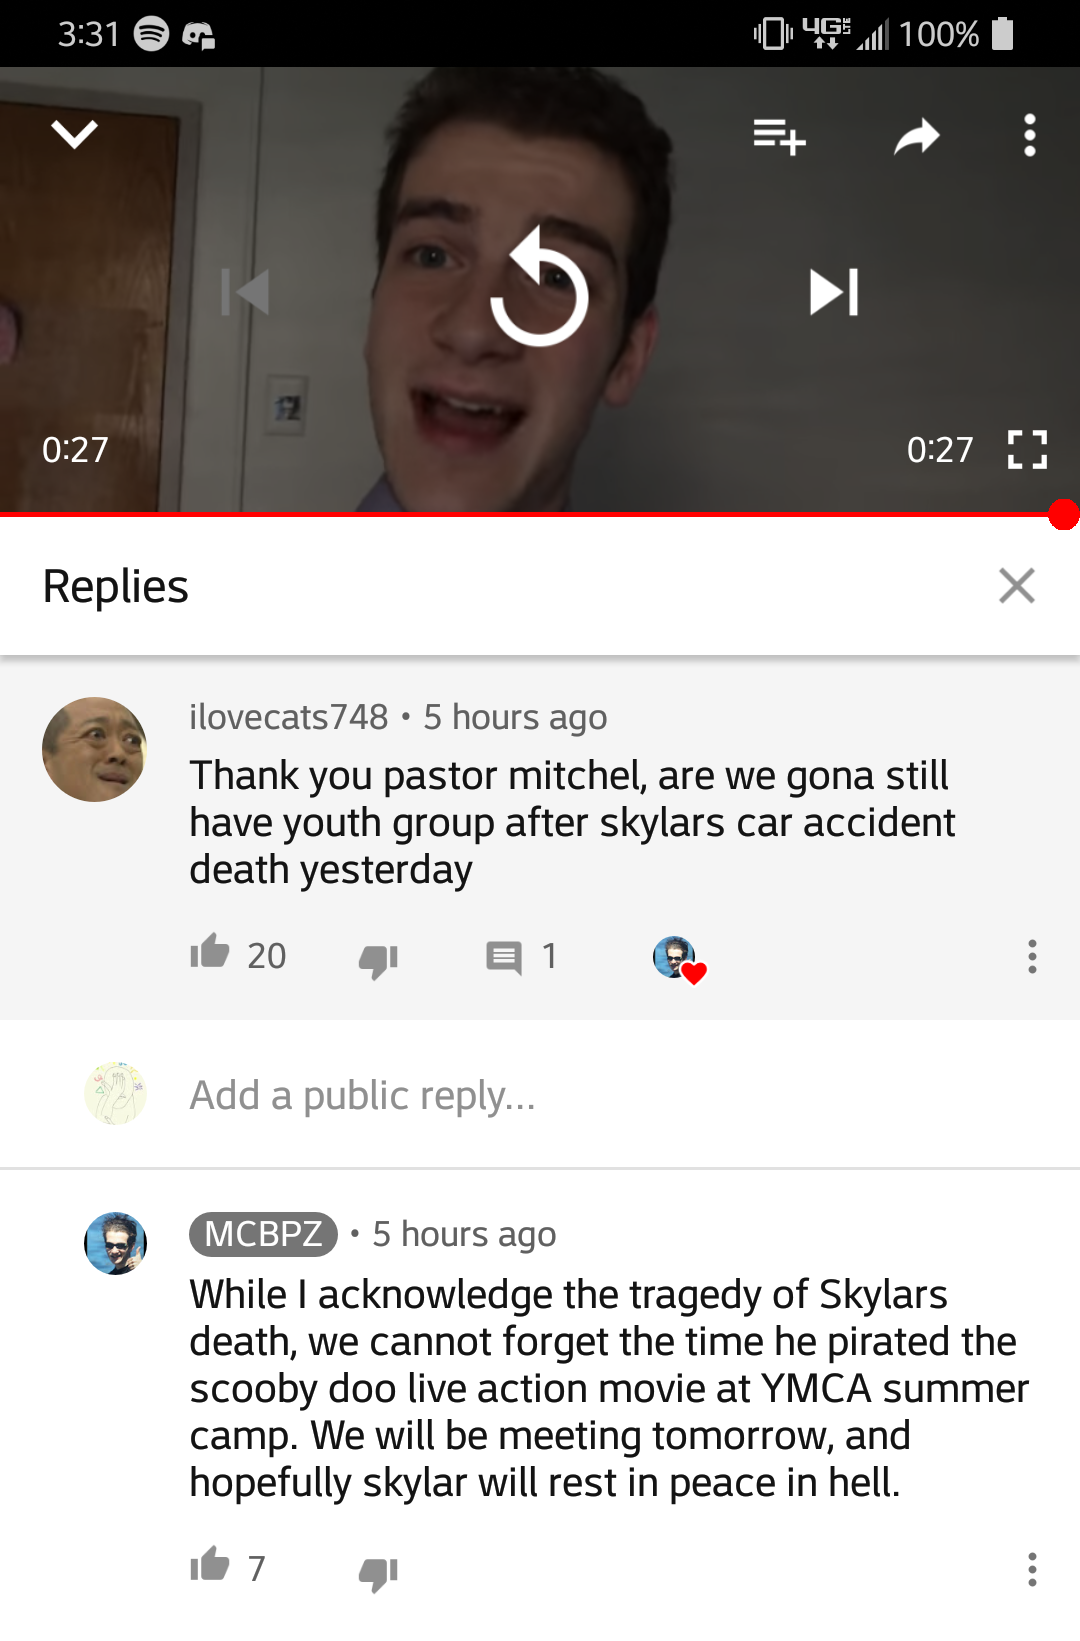 3:31 4G LTE 100%
0:27 0:27
Replies
ilovecats748 • 5 hours ago
Thank you pastor mitchel, are we gona still
have youth group after skylars car accident
death yesterday
20 1
Add a public reply...
MCBPZ • 5 hours ago
While I acknowledge the tragedy of Skylars
death, we cannot forget the time he pirated the
scooby doo live action movie at YMCA summer
camp. We will be meeting tomorrow, and
hopefully skylar will rest in peace in hell.
7